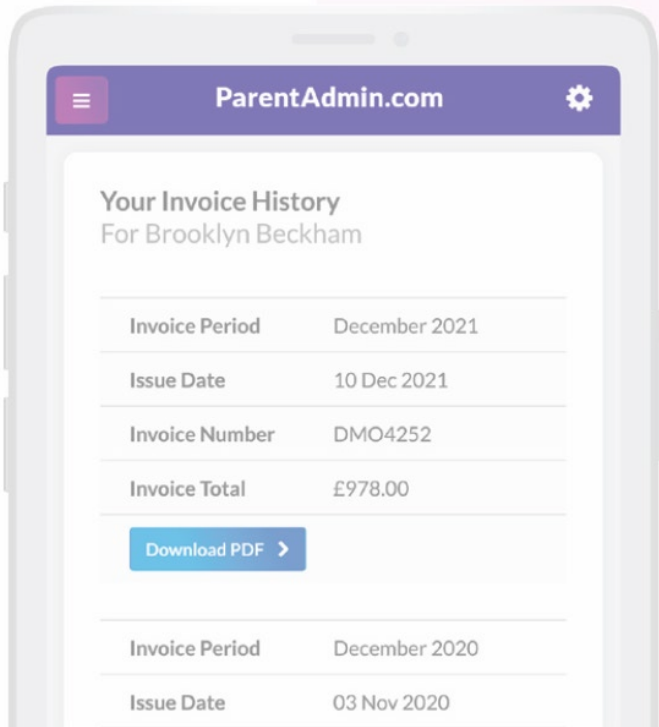 ParentAdmin.com
Your Invoice History
For Brooklyn Beckham
Invoice Period December 2021
Issue Date 10 Dec 2021
Invoice Number DMO4252
Invoice Total £978.00
Download PDF
Invoice Period December 2020
Issue Date 03 Nov 2020